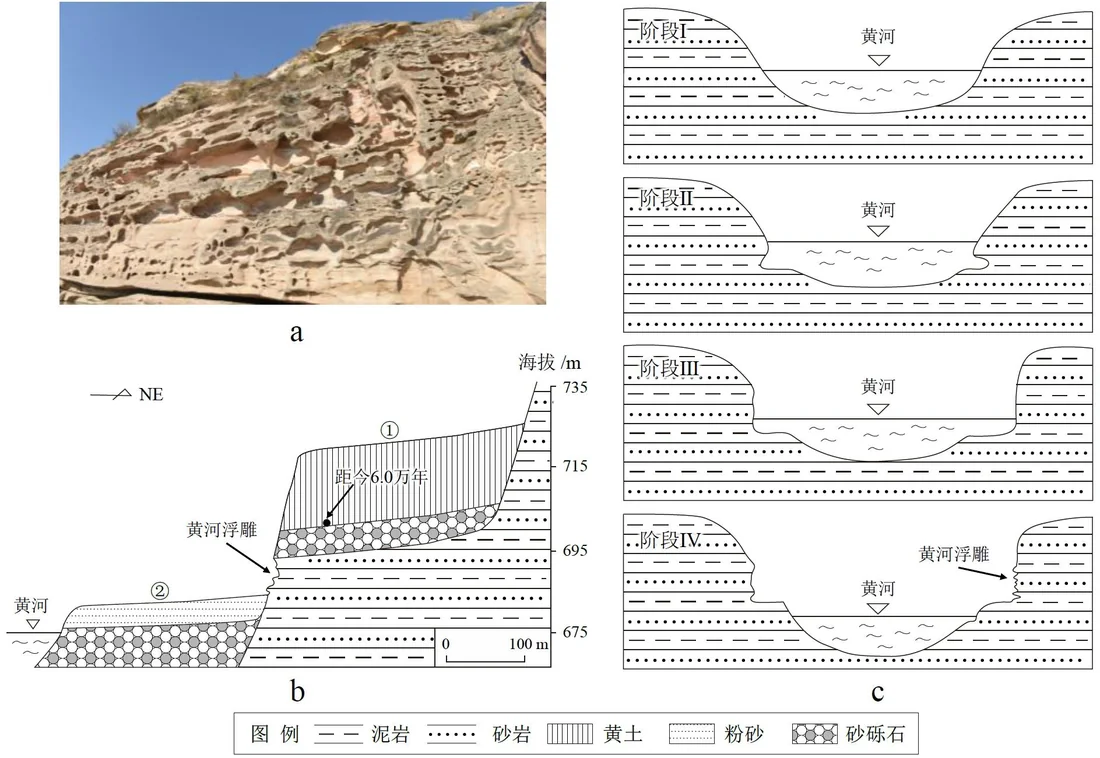 a
海拔 /m
NE
735
①
715
距今6.0万年
黄河浮雕
695
②
黄河
675
0 100 m
b
阶段I
黄河
阶段II
黄河
阶段III
黄河
阶段IV
黄河浮雕
黄河
c
图 例 泥岩 砂岩 黄土 粉砂 砂砾石